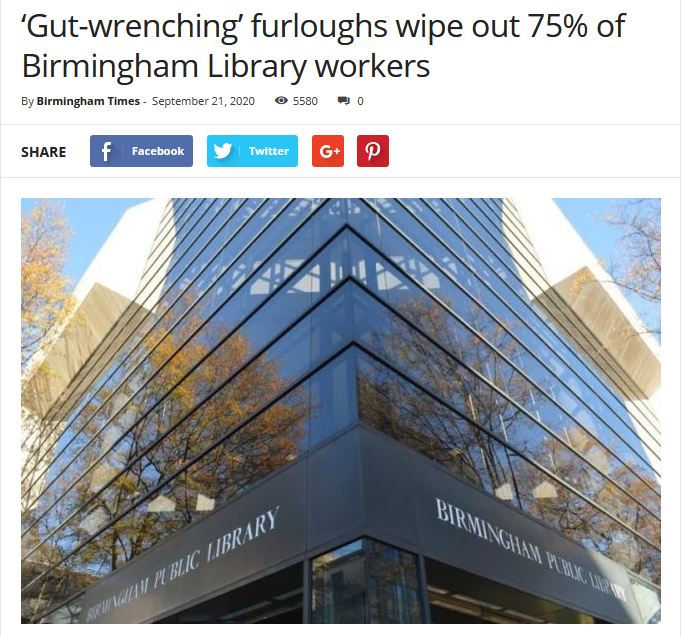 ‘Gut-wrenching’ furloughs wipe out 75% of
Birmingham Library workers
By Birmingham Times - September 21, 2020 5580 0
SHARE Facebook Twitter G+
BIRMINGHAM PUBLIC LIBRARY
BIRMINGHAM PUBLIC LIBRARY